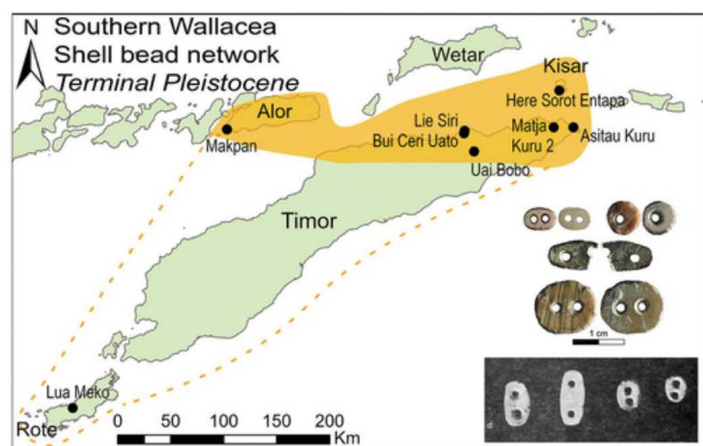 N
Southern Wallacea
Shell bead network
Terminal Pleistocene
Wetar
Kisar
Here Sorot Entapa
Alor
Makpan
Lie Siri
Bui Ceri Uato
Matja
Kuru 2
Asitau Kuru
Uai Bobo
Timor
1 cm
Lua Meko
Rote
0 50 100 150 200
Km